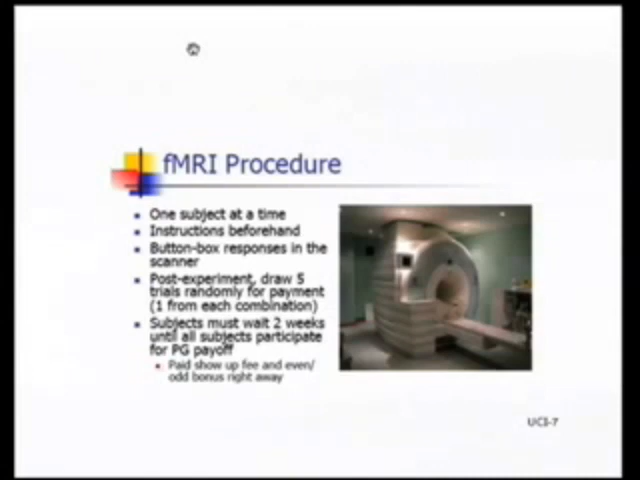 fMRI Procedure
One subject at a time
Instructions beforehand
Button-box responses in the
scanner
Post-experiment, draw 5
trials randomly for payment
(1 from each combination)
Subjects must wait 2 weeks
until all subjects participate
for PG payoff
Paid show up fee and even/
odd bonus right away
UCI-7